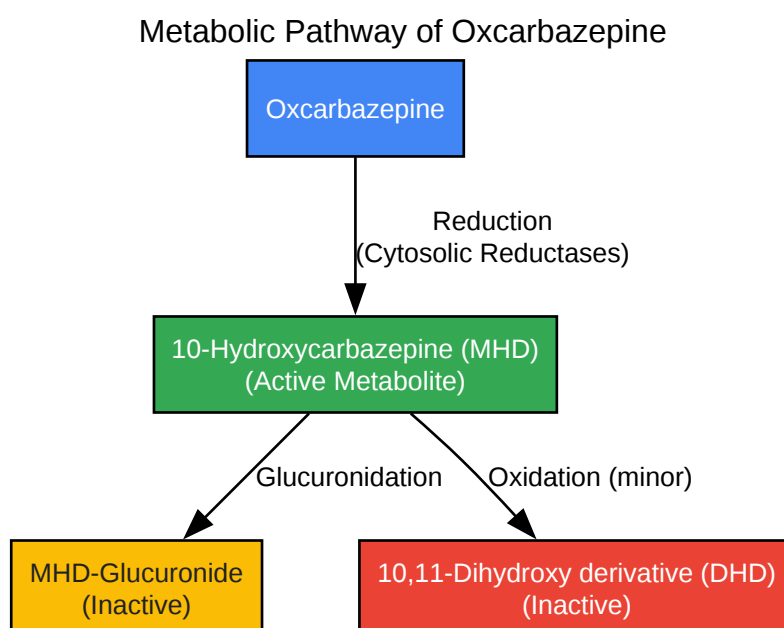 Metabolic Pathway of Oxcarbazepine
Oxcarbazepine
Reduction
(Cytosolic Reductases)
10-Hydroxycarbazepine (MHD)
(Active Metabolite)
Glucuronidation
Oxidation (minor)
MHD-Glucuronide
(Inactive)
10,11-Dihydroxy derivative (DHD)
(Inactive)